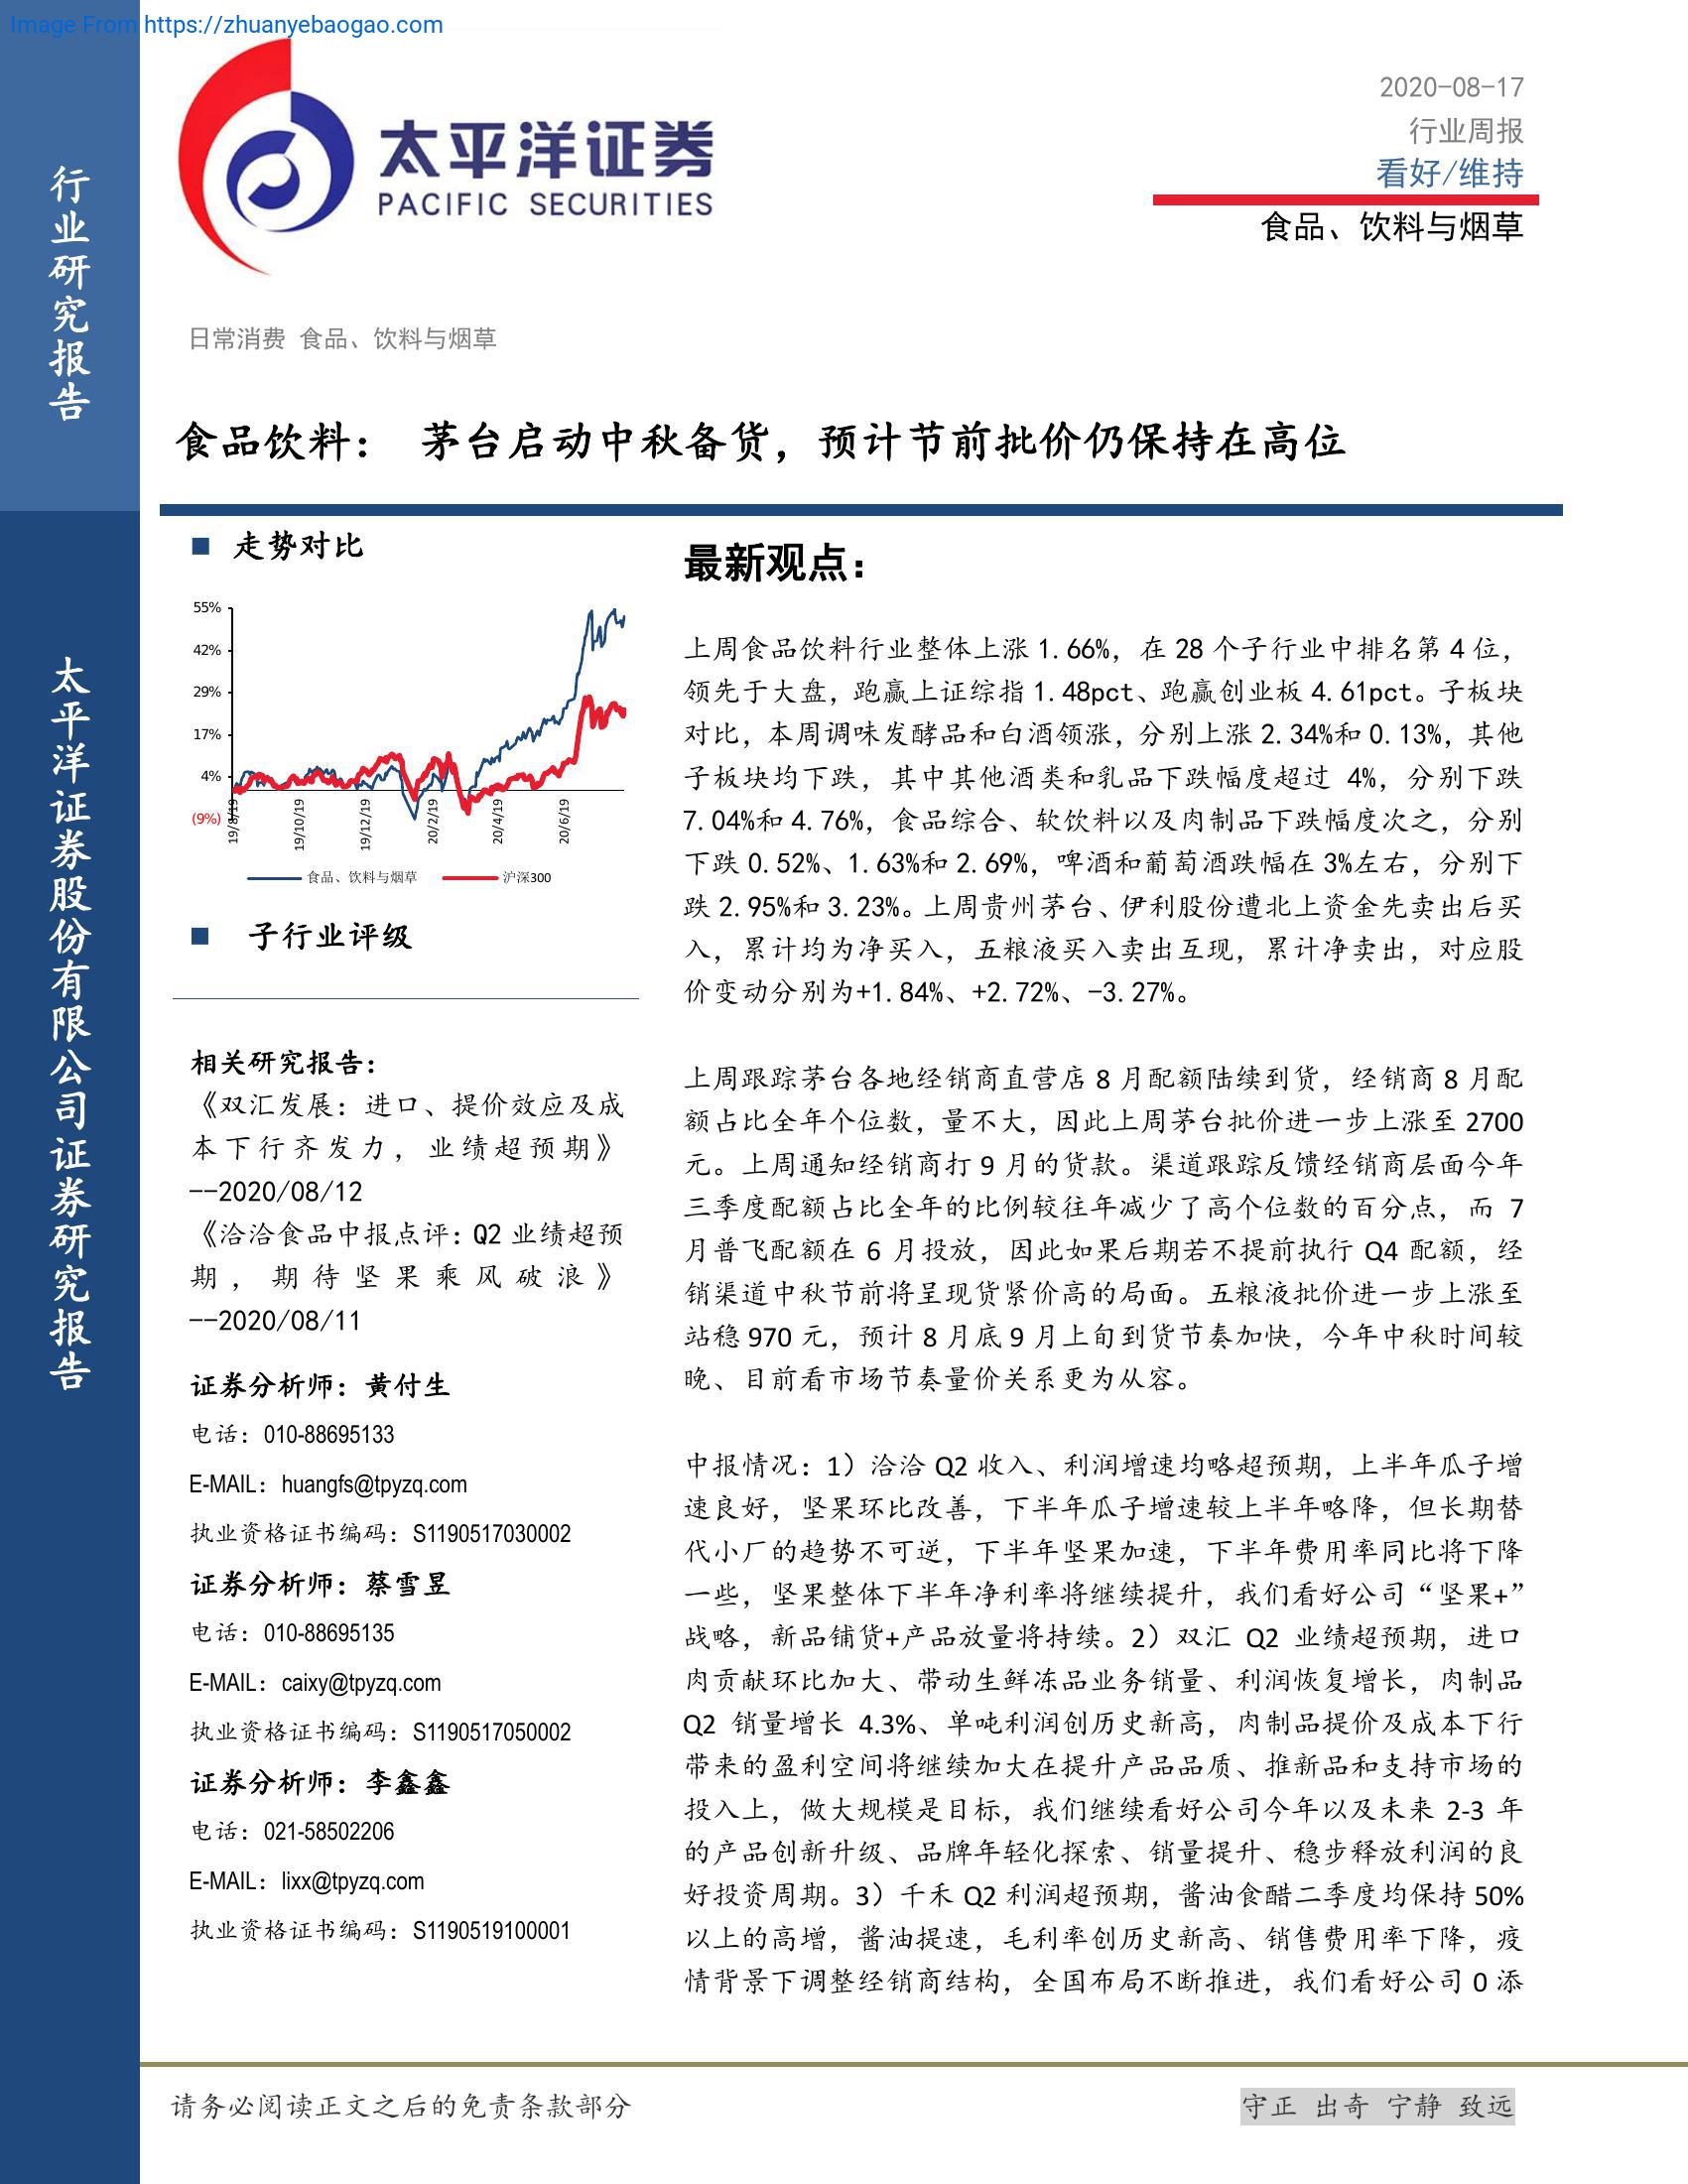 Image From https://zhuanyebaogao.com
太平洋证券
PACIFIC SECURITIES
2020-08-17
行业周报
看好/维持
食品、饮料与烟草
行业研究报告
太平洋证券股份有限公司证券研究报告
日常消费 食品、饮料与烟草
食品饮料： 茅台启动中秋备货，预计节前批价仍保持在高位
■ 走势对比
55%
42%
29%
17%
4%
(9%)
19/8/19
19/10/19
19/12/19
20/2/19
20/4/19
20/6/19
食品、饮料与烟草 沪深300
■ 子行业评级
相关研究报告：
《双汇发展：进口、提价效应及成
本下行齐发力，业绩超预期》
--2020/08/12
《洽洽食品中报点评：Q2 业绩超预
期，期待坚果乘风破浪》
--2020/08/11
证券分析师：黄付生
电话：010-88695133
E-MAIL：huangfs@tpyzq.com
执业资格证书编码：S1190517030002
证券分析师：蔡雪昱
电话：010-88695135
E-MAIL：caixy@tpyzq.com
执业资格证书编码：S1190517050002
证券分析师：李鑫鑫
电话：021-58502206
E-MAIL：lixx@tpyzq.com
执业资格证书编码：S1190519100001
最新观点：
上周食品饮料行业整体上涨 1.66%，在 28 个子行业中排名第 4 位，
领先于大盘，跑赢上证综指 1.48pct、跑赢创业板 4.61pct。子板块
对比，本周调味发酵品和白酒领涨，分别上涨 2.34%和 0.13%，其他
子板块均下跌，其中其他酒类和乳品下跌幅度超过 4%，分别下跌
7.04%和 4.76%，食品综合、软饮料以及肉制品下跌幅度次之，分别
下跌 0.52%、1.63%和 2.69%，啤酒和葡萄酒跌幅在 3%左右，分别下
跌 2.95%和 3.23%。上周贵州茅台、伊利股份遭北上资金先卖出后买
入，累计均为净买入，五粮液买入卖出互现，累计净卖出，对应股
价变动分别为+1.84%、+2.72%、-3.27%。
上周跟踪茅台各地经销商直营店 8 月配额陆续到货，经销商 8 月配
额占比全年个位数，量不大，因此上周茅台批价进一步上涨至 2700
元。上周通知经销商打 9 月的货款。渠道跟踪反馈经销商层面今年
三季度配额占比全年的比例较往年减少了高个位数的百分点，而 7
月普飞配额在 6 月投放，因此如果后期若不提前执行 Q4 配额，经
销渠道中秋节前将呈现货紧价高的局面。五粮液批价进一步上涨至
站稳 970 元，预计 8 月底 9 月上旬到货节奏加快，今年中秋时间较
晚、目前看市场节奏量价关系更为从容。
中报情况：1）洽洽 Q2 收入、利润增速均略超预期，上半年瓜子增
速良好，坚果环比改善，下半年瓜子增速较上半年略降，但长期替
代小厂的趋势不可逆，下半年坚果加速，下半年费用率同比将下降
一些，坚果整体下半年净利率将继续提升，我们看好公司“坚果+”
战略，新品铺货+产品放量将持续。2）双汇 Q2 业绩超预期，进口
肉贡献环比加大、带动生鲜冻品业务销量、利润恢复增长，肉制品
Q2 销量增长 4.3%、单吨利润创历史新高，肉制品提价及成本下行
带来的盈利空间将继续加大在提升产品品质、推新品和支持市场的
投入上，做大规模是目标，我们继续看好公司今年以及未来 2-3 年
的产品创新升级、品牌年轻化探索、销量提升、稳步释放利润的良
好投资周期。3）千禾 Q2 利润超预期，酱油食醋二季度均保持 50%
以上的高增，酱油提速，毛利率创历史新高、销售费用率下降，疫
情背景下调整经销商结构，全国布局不断推进，我们看好公司 0 添
请务必阅读正文之后的免责条款部分
守正 出奇 宁静 致远